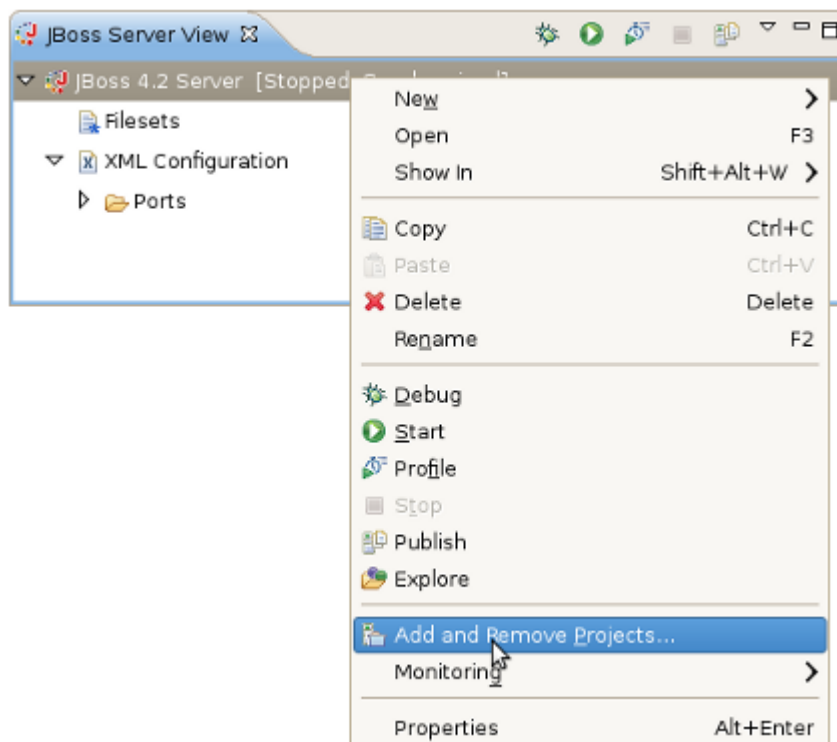 JBoss Server View
JBoss 4.2 Server [Stopped
Filesets
XML Configuration
Ports
New
Open F3
Show In Shift+Alt+W
Copy Ctrl+C
Paste Ctrl+V
Delete Delete
Rename F2
Debug
Start
Profile
Stop
Publish
Explore
Add and Remove Projects...
Monitoring
Properties Alt+Enter